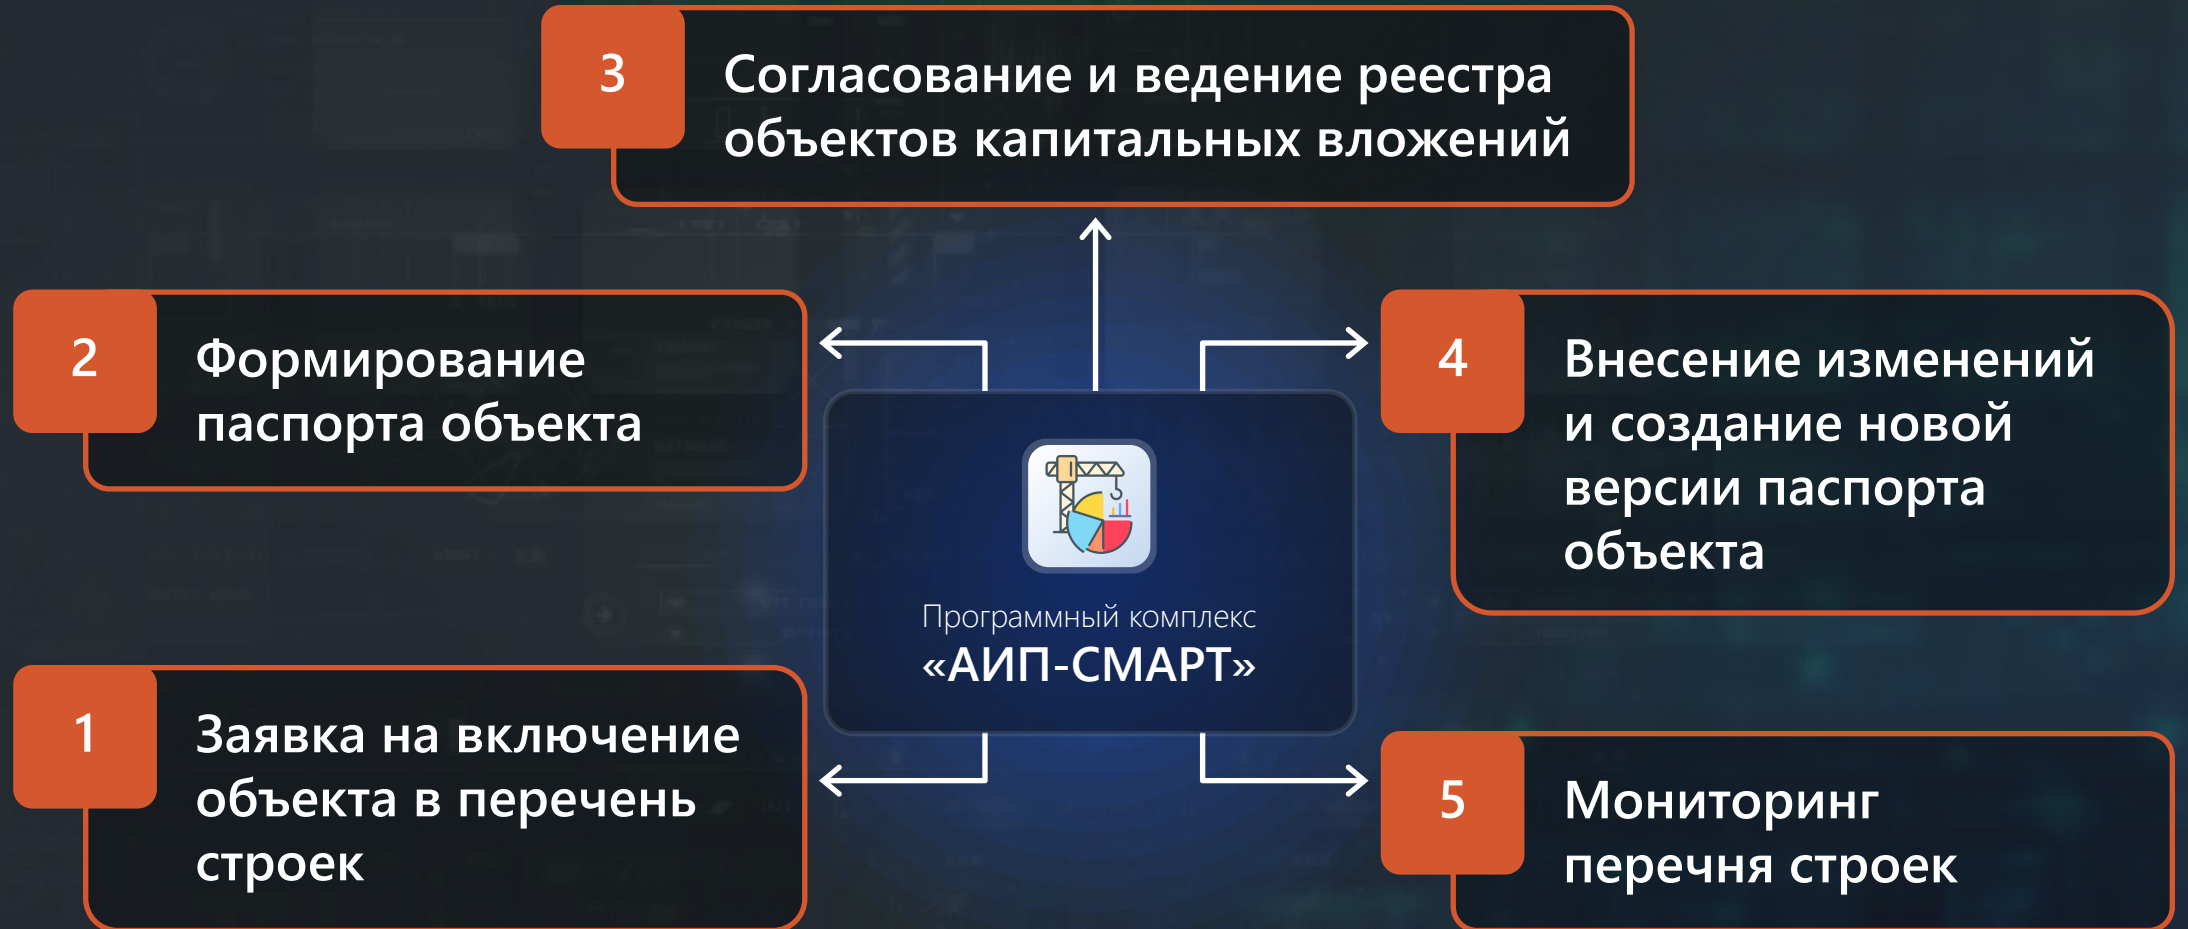 3
Согласование и ведение реестра
объектов капитальных вложений
2
Формирование
паспорта объекта
4
Внесение изменений
и создание новой
версии паспорта
объекта
Программный комплекс
«АИП-СМАРТ»
1
Заявка на включение
объекта в перечень
строек
5
Мониторинг
перечня строек